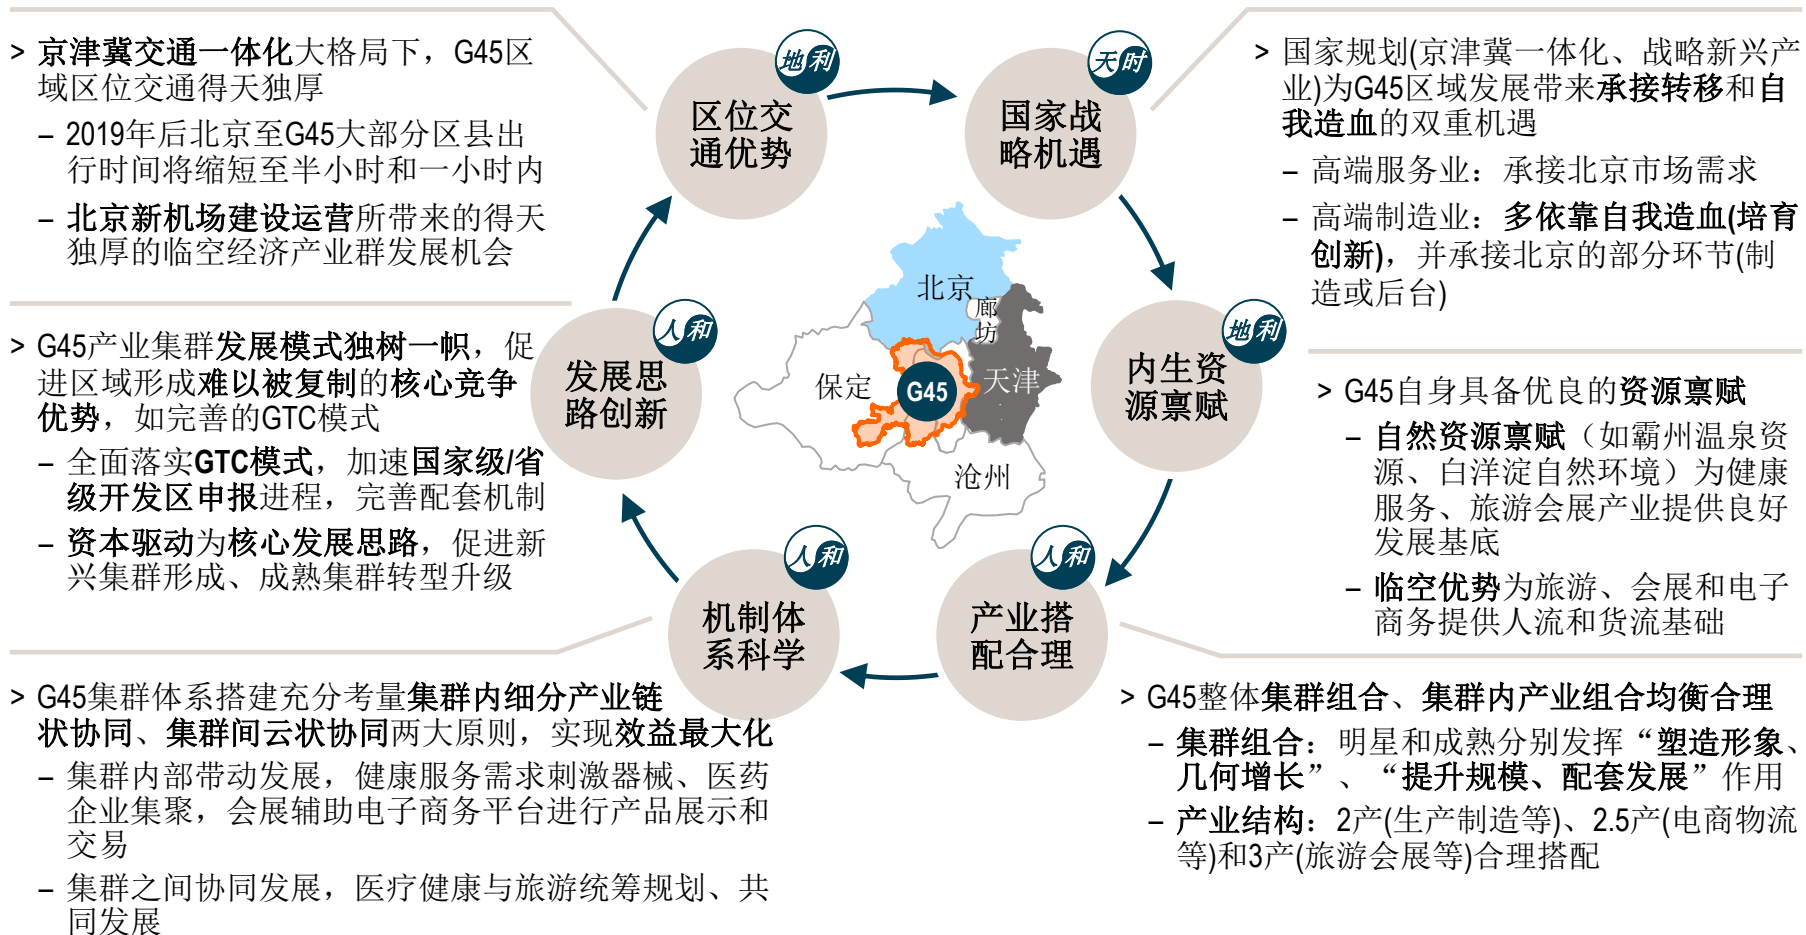 > 京津冀交通一体化大格局下，G45区
域区位交通得天独厚
– 2019年后北京至G45大部分区县出
行时间将缩短至半小时和一小时内
– 北京新机场建设运营所带来的得天
独厚的临空经济产业群发展机会
地利
区位交
通优势
天时
国家战
略机遇
> 国家规划(京津冀一体化、战略新兴产
业)为G45区域发展带来承接转移和自
我造血的双重机遇
– 高端服务业：承接北京市场需求
– 高端制造业：多依靠自我造血(培育
创新)，并承接北京的部分环节(制
造或后台)
> G45产业集群发展模式独树一帜，促
进区域形成难以被复制的核心竞争
优势，如完善的GTC模式
– 全面落实GTC模式，加速国家级/省
级开发区申报进程，完善配套机制
– 资本驱动为核心发展思路，促进新
兴集群形成、成熟集群转型升级
人和
发展思
路创新
北京
廊
坊
保定
G45
天津
沧州
地利
内生资
源禀赋
> G45自身具备优良的资源禀赋
– 自然资源禀赋（如霸州温泉资
源、白洋淀自然环境）为健康
服务、旅游会展产业提供良好
发展基底
– 临空优势为旅游、会展和电子
商务提供人流和货流基础
人和
机制体
系科学
人和
产业搭
配合理
> G45集群体系搭建充分考量集群内细分产业链
状协同、集群间云状协同两大原则，实现效益最大化
– 集群内部带动发展，健康服务需求刺激器械、医药
企业集聚，会展辅助电子商务平台进行产品展示和
交易
– 集群之间协同发展，医疗健康与旅游统筹规划、共
同发展
> G45整体集群组合、集群内产业组合均衡合理
– 集群组合：明星和成熟分别发挥“塑造形象、
几何增长”、“提升规模、配套发展”作用
– 产业结构：2产(生产制造等)、2.5产(电商物流
等)和3产(旅游会展等)合理搭配